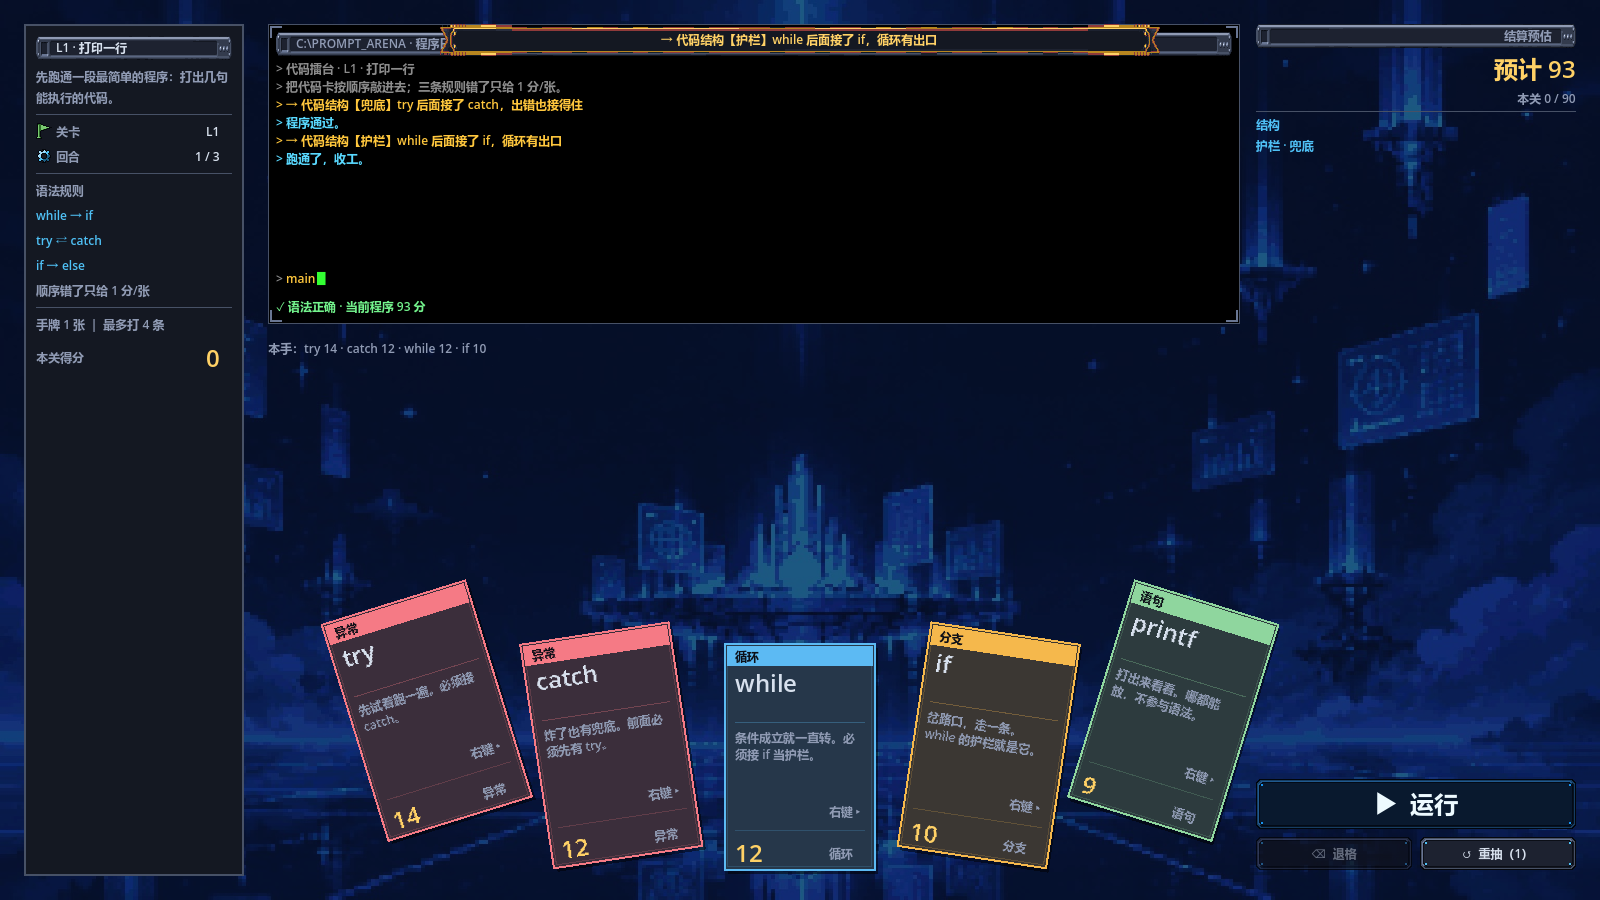 L1 · 打印一行
先跑通一段最简单的程序：打出几句
能执行的代码。
关卡 L1
回合 1 / 3
语法规则
while → if
try ⇄ catch
if → else
顺序错了只给 1 分/张
手牌 1 张 | 最多打 4 条
本关得分 0
C:\PROMPT_ARENA · 程序
→ 代码结构【护栏】while 后面接了 if，循环有出口
> 代码擂台 · L1 · 打印一行
> 把代码卡按顺序敲进去；三条规则错了只给 1 分/张。
> → 代码结构【兜底】try 后面接了 catch，出错也接得住
> 程序通过。
> → 代码结构【护栏】while 后面接了 if，循环有出口
> 跑通了，收工。
> main
✓ 语法正确 · 当前程序 93 分
本手：try 14 · catch 12 · while 12 · if 10
结算预估
预计 93
本关 0 / 90
结构
护栏 · 兜底
异常
try
先试着跑一遍。必须接
catch。
右键 ▸
14 异常
异常
catch
炸了也有兜底。前面必
须先有 try。
右键 ▸
12 异常
循环
while
条件成立就一直转。必
须接 if 当护栏。
右键 ▸
12 循环
分支
if
岔路口，走一条。
while 的护栏就是它。
右键 ▸
10 分支
语句
printf
打出来看看。哪都能
放，不参与语法。
右键 ▸
9 语句
▶ 运行
⌫ 退格
↺ 重抽（1）